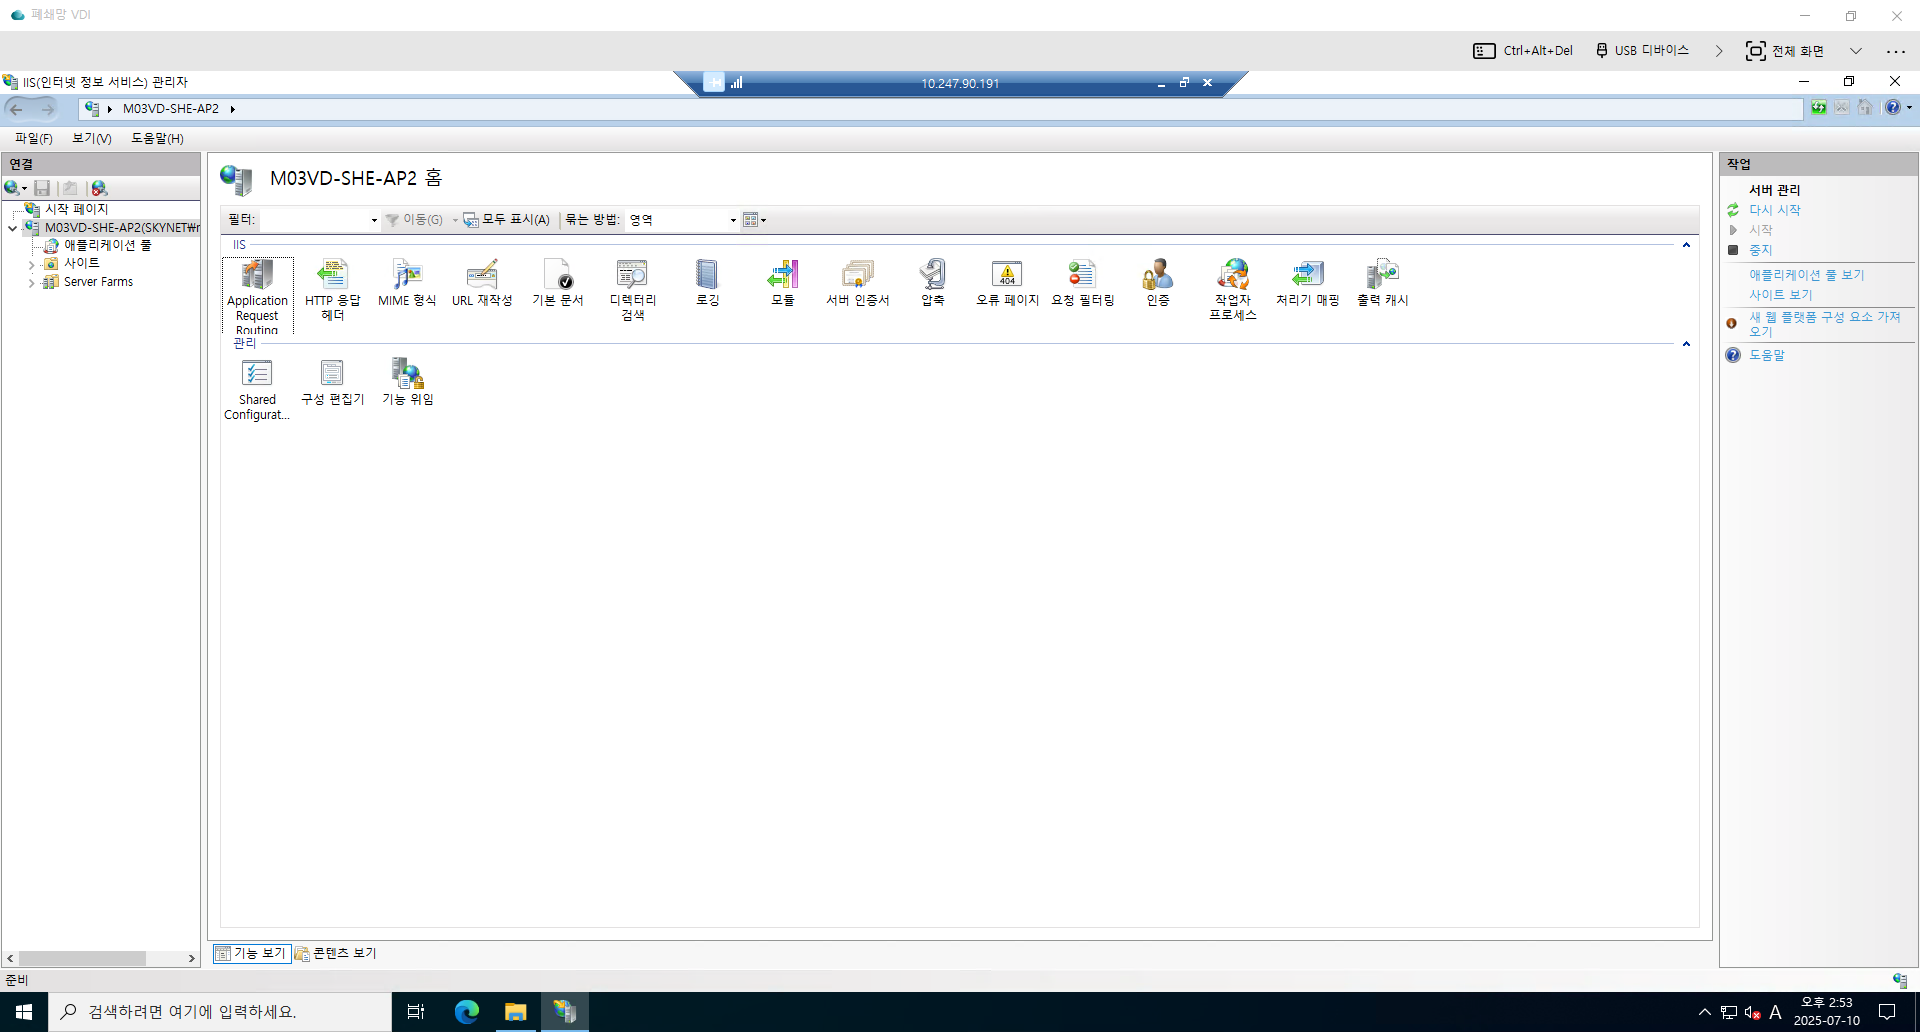 폐쇄망 VDI
Ctrl+Alt+Del
USB 디바이스
전체 화면
IIS(인터넷 정보 서비스) 관리자
10.247.90.191
M03VD-SHE-AP2
파일(F)
보기(V)
도움말(H)
연결
시작 페이지
M03VD-SHE-AP2(SKYNET₩r
애플리케이션 풀
사이트
Server Farms
M03VD-SHE-AP2 홈
필터:
이동(G)
모두 표시(A)
묶는 방법:
영역
IIS
Application
Request
Routing
HTTP 응답
헤더
MIME 형식
URL 재작성
기본 문서
디렉터리
검색
로깅
모듈
서버 인증서
압축
404
오류 페이지
요청 필터링
인증
작업자
프로세스
처리기 매핑
출력 캐시
관리
Shared
Configurat...
구성 편집기
기능 위임
작업
서버 관리
다시 시작
시작
중지
애플리케이션 풀 보기
사이트 보기
새 웹 플랫폼 구성 요소 가져
오기
도움말
기능 보기
콘텐츠 보기
준비
검색하려면 여기에 입력하세요.
A
오후 2:53
2025-07-10